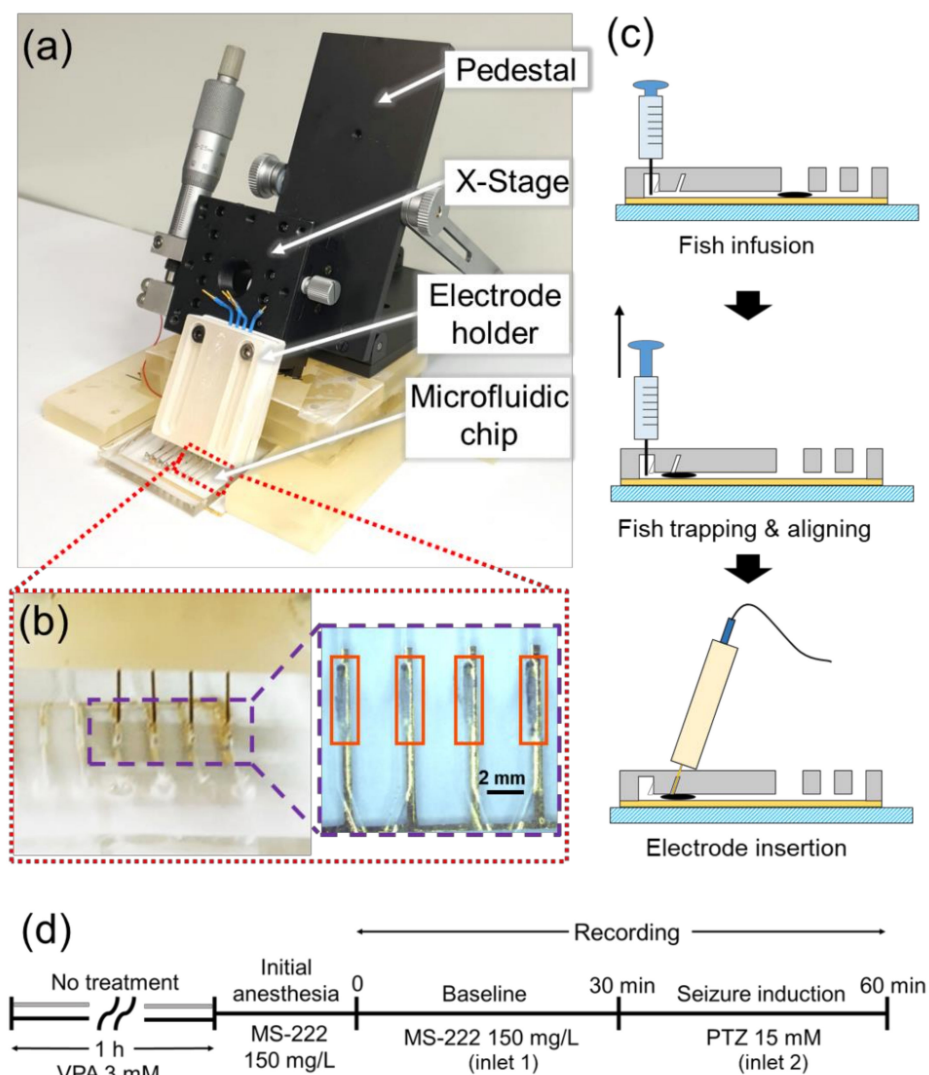 (a)
Pedestal
X-Stage
Electrode
holder
Microfluidic
chip
(b)
2 mm
(c)
Fish infusion
Fish trapping & aligning
Electrode insertion
(d)
Recording
No treatment
1 h
VPA 3 mM
Initial
anesthesia
MS-222
150 mg/L
0
Baseline
MS-222 150 mg/L
(inlet 1)
30 min
Seizure induction
PTZ 15 mM
(inlet 2)
60 min